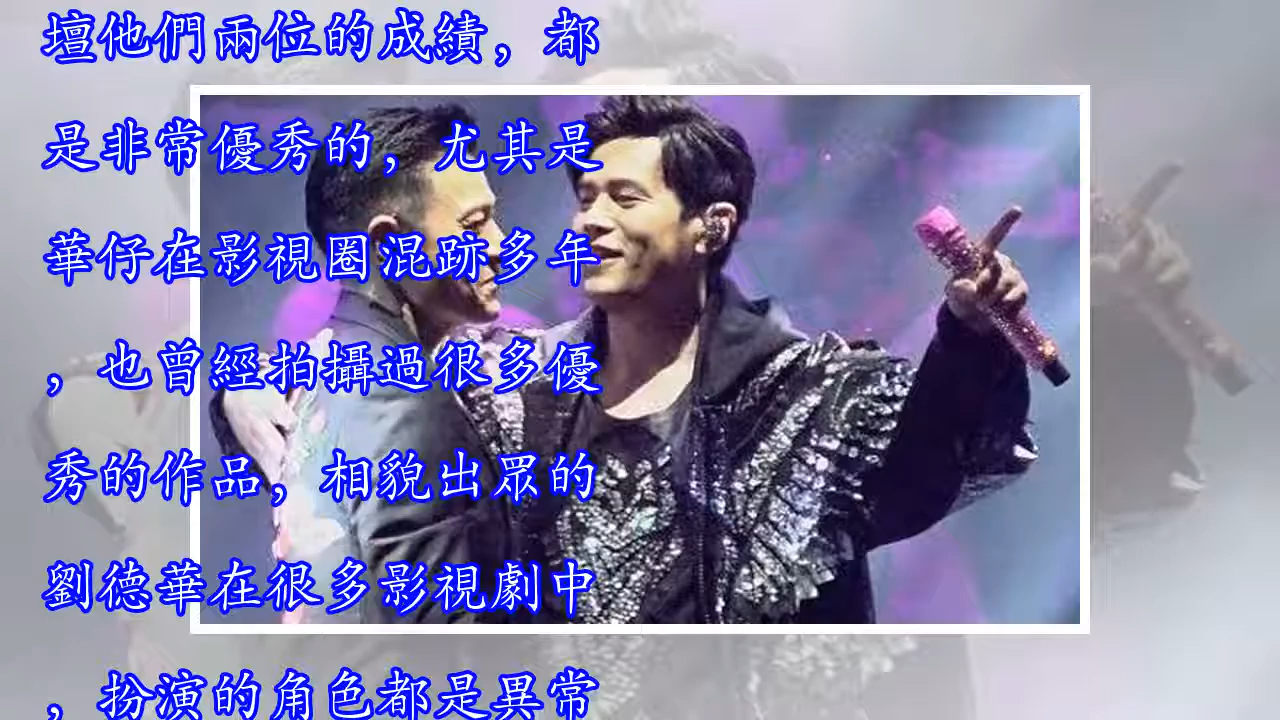 壇他們兩位的成績，都
是非常優秀的，尤其是
華仔在影視圈混跡多年
，也曾經拍攝過很多優
秀的作品，相貌出眾的
劉德華在很多影視劇中
，扮演的角色都是異常